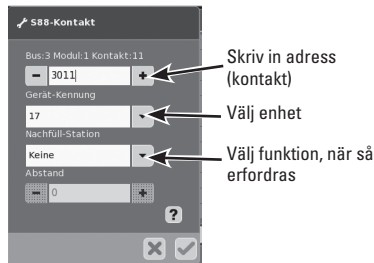 S88-Kontakt
Bus:3 Modul:1 Kontakt:11
- 3011 +
Skriv in adress
(kontakt)
Gerät-Kennung
17
Välj enhet
Nachfüll-Station
Keine
Välj funktion, när så
erfordras
Abstand
- 0 +
?